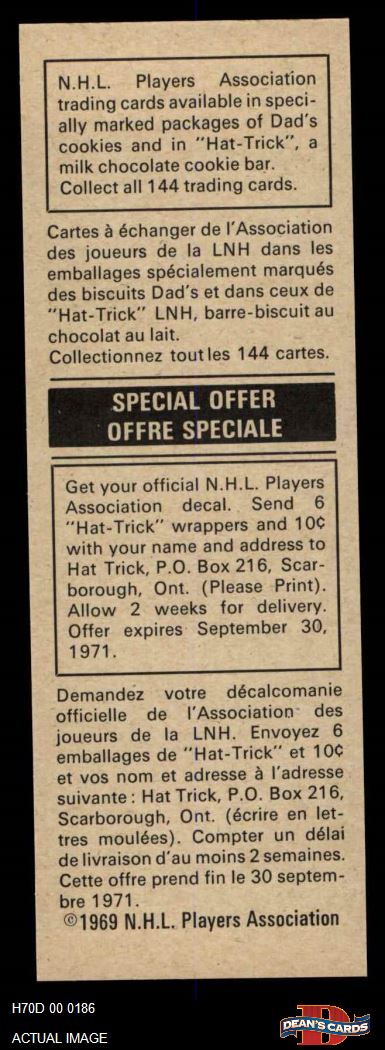 N.H.L. Players Association
trading cards available in speci-
ally marked packages of Dad's
cookies and in "Hat-Trick", a
milk chocolate cookie bar.
Collect all 144 trading cards.
Cartes à échanger de l'Association
des joueurs de la LNH dans les
emballages spécialement marqués
des biscuits Dad's et dans ceux de
"Hat-Trick" LNH, barre-biscuit au
chocolat au lait.
Collectionnez tout les 144 cartes.
SPECIAL OFFER
OFFRE SPECIALE
Get your official N.H.L. Players
Association decal. Send 6
"Hat-Trick" wrappers and 10¢
with your name and address to
Hat Trick, P.O. Box 216, Scar-
borough, Ont. (Please Print).
Allow 2 weeks for delivery.
Offer expires September 30,
1971.
Demandez votre décalcomanie
officielle de l'Association des
joueurs de la LNH. Envoyez 6
emballages de "Hat-Trick" et 10¢
et vos nom et adresse à l'adresse
suivante: Hat Trick, P.O. Box 216,
Scarborough, Ont. (écrire en let-
tres moulées). Compter un délai
de livraison d'au moins 2 semaines.
Cette offre prend fin le 30 septem-
bre 1971.
©1969 N.H.L. Players Association
H70D 00 0186
ACTUAL IMAGE
DEAN'S CARDS